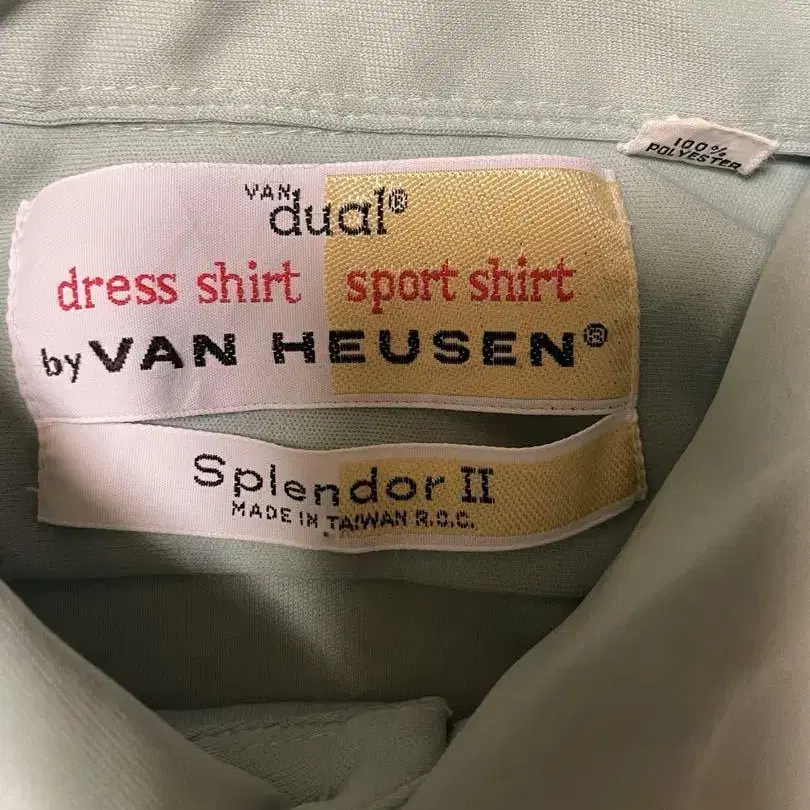 100%
POLYESTER
VAN
dual®
dress shirt sport shirt
by VAN HEUSEN®
Splendor II
MADE IN TAIWAN R.O.C.